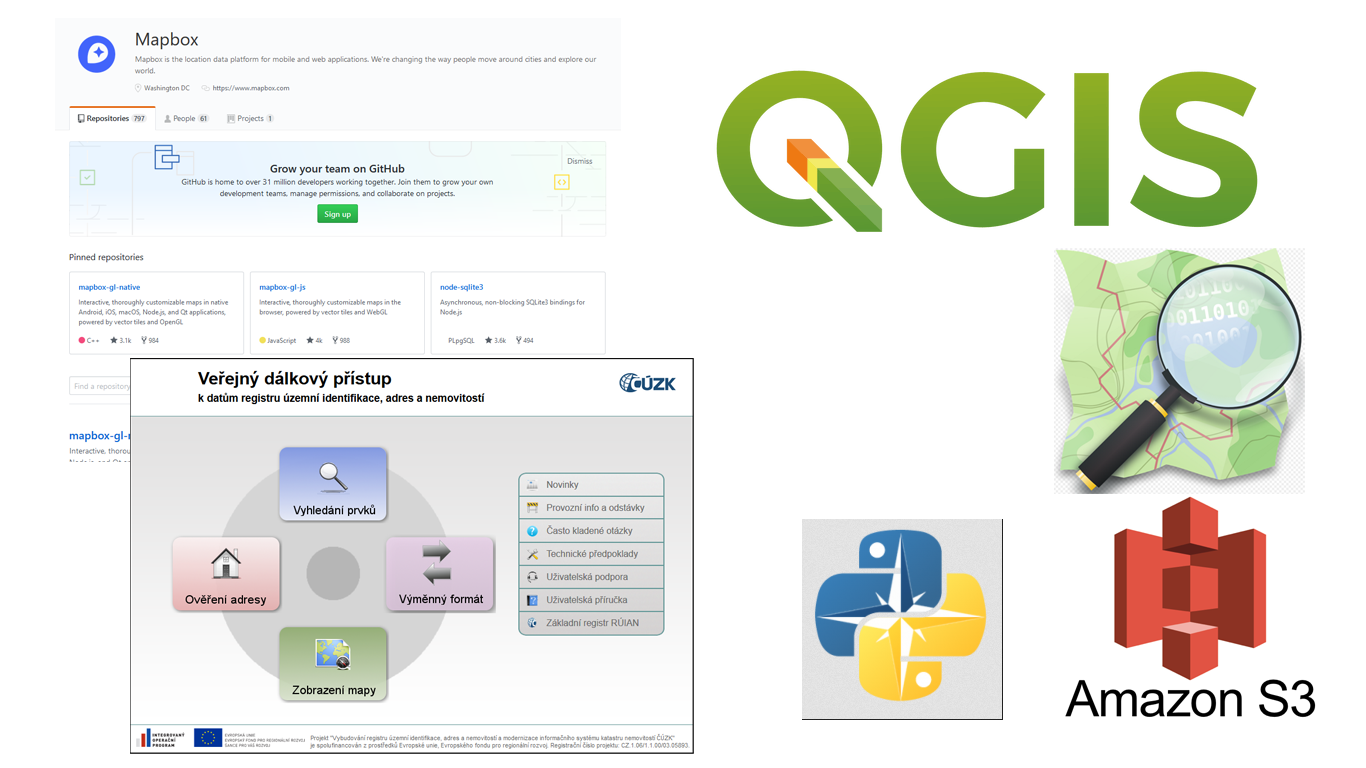 Mapbox
Mapbox is the location data platform for mobile and web applications. We're changing the way people move around cities and explore our
world.
Washington DC https://www.mapbox.com
Repositories 797 People 61 Projects 1
Dismiss
Grow your team on GitHub
GitHub is home to over 31 million developers working together. Join them to grow your own
development teams, manage permissions, and collaborate on projects.
Sign up
Pinned repositories
mapbox-gl-native
Interactive, thoroughly customizable maps in native
Android, iOS, macOS, Node.js, and Qt applications,
powered by vector tiles and OpenGL
C++ 3.1k 984
mapbox-gl-js
Interactive, thoroughly customizable maps in the
browser, powered by vector tiles and WebGL
JavaScript 4k 988
node-sqlite3
Asynchronous, non-blocking SQLite3 bindings for
Node.js
PLpgSQL 3.6k 494
Find a repository
mapbox-gl-
Interactive, thorou
QGIS
Veřejný dálkový přístup
k datům registru územní identifikace, adres a nemovitostí
ČÚZK
Vyhledání prvků
Ověření adresy
Výměnný formát
Zobrazení mapy
Novinky
Provozní info a odstávky
Často kladené otázky
Technické předpoklady
Uživatelská podpora
Uživatelská příručka
Základní registr RÚIAN
INTEGROVANÝ
OPERAČNÍ
PROGRAM
EVROPSKÁ UNIE
EVROPSKÝ FOND PRO REGIONÁLNÍ ROZVOJ
ŠANCE PRO VÁŠ ROZVOJ
Projekt "Vybudování registru územní identifikace, adres a nemovitostí a modernizace informačního systému katastru nemovitostí ČÚZK"
je spolufinancován z prostředků Evropské unie, Evropského fondu pro regionální rozvoj. Registrační číslo projektu: CZ.1.06/1.1.00/03.05893.
0011010
Amazon S3